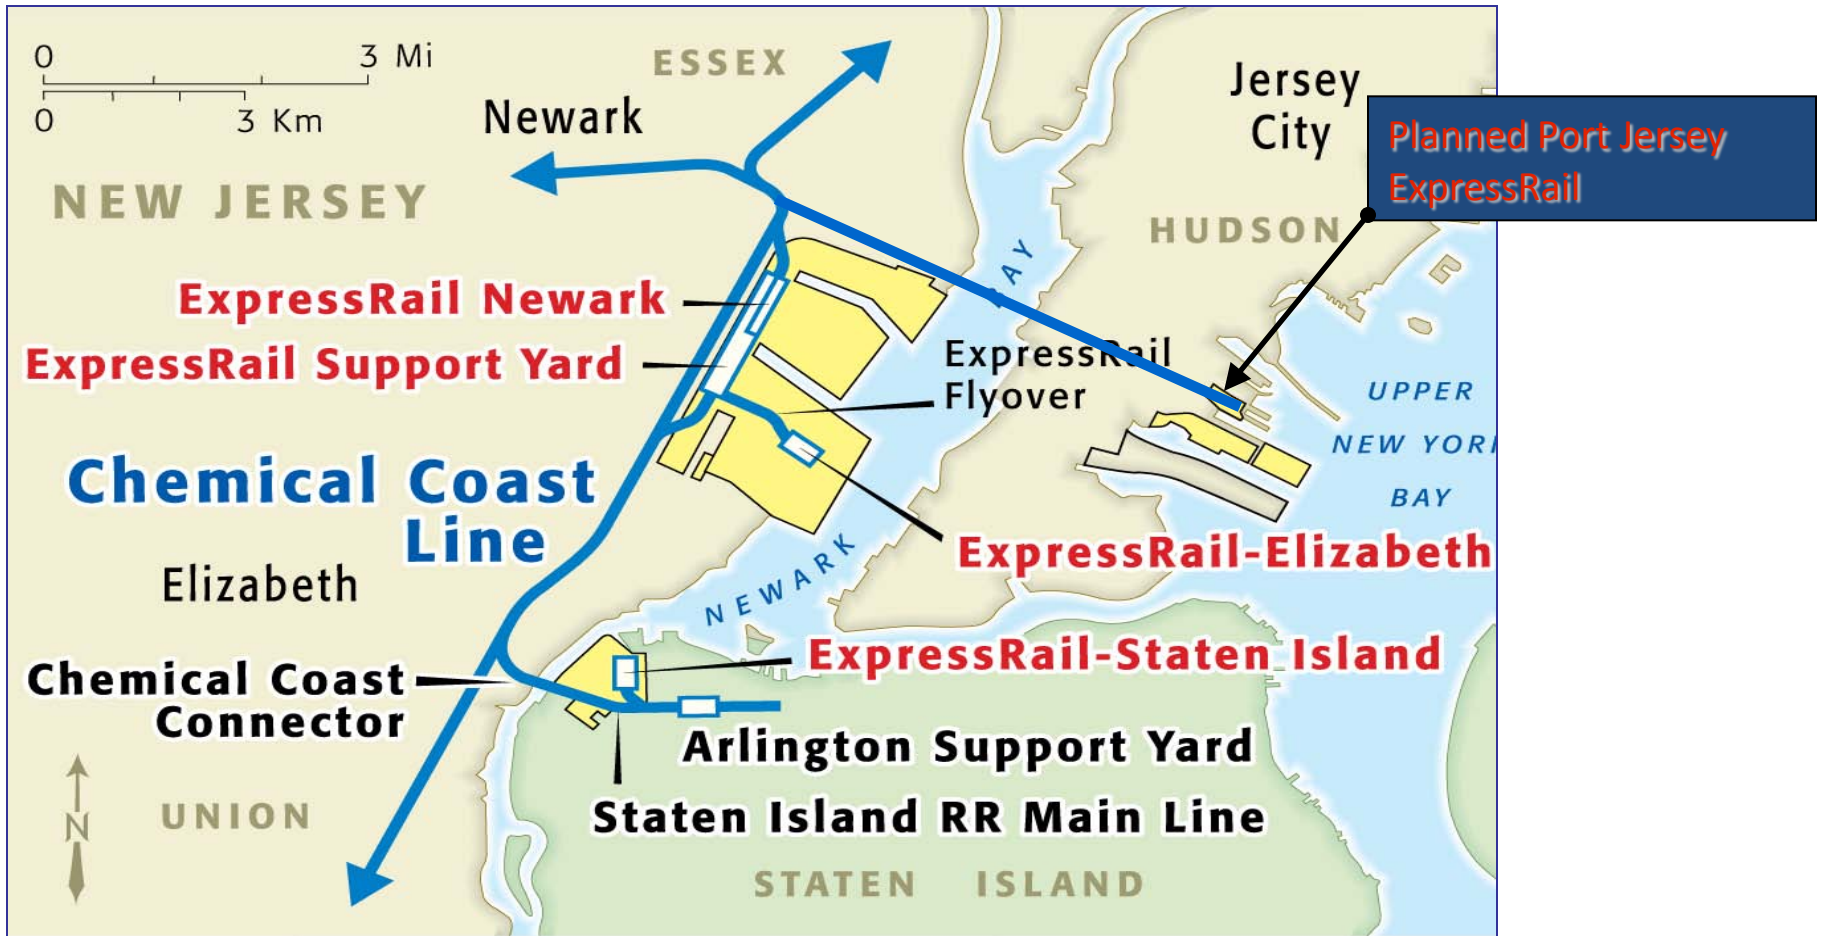 0 3 Mi
0 3 Km
ESSEX
Newark
Jersey
City
Planned Port Jersey
ExpressRail
NEW JERSEY
HUDSON
BAY
ExpressRail Newark
ExpressRail Support Yard
ExpressRail
Flyover
UPPER
NEW YORK
BAY
Chemical Coast
Line
ExpressRail-Elizabeth
Elizabeth
NEWARK
ExpressRail-Staten Island
Chemical Coast
Connector
Arlington Support Yard
Staten Island RR Main Line
UNION
N
STATEN ISLAND